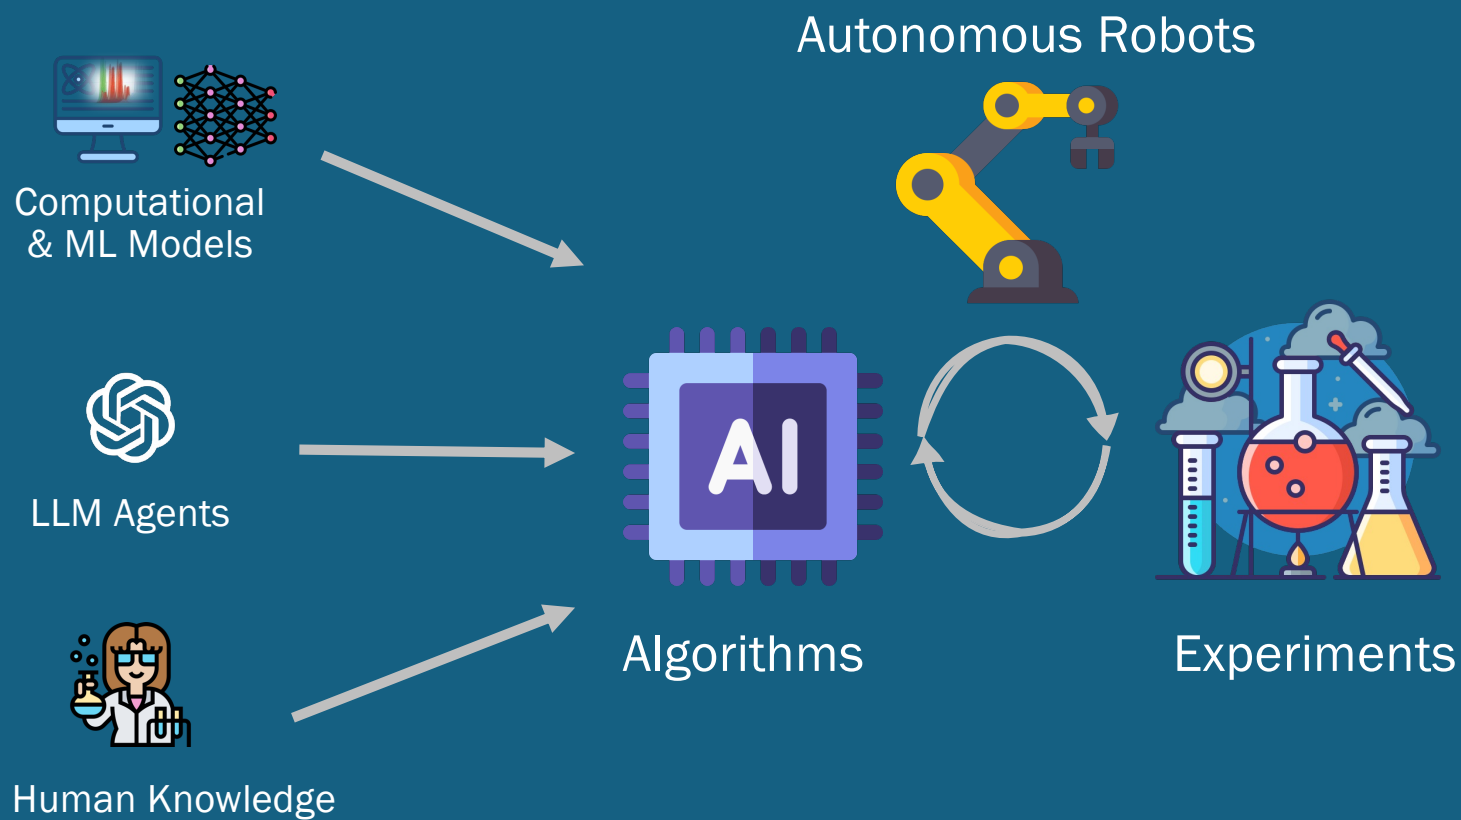 Autonomous Robots
Computational
& ML Models
AI
LLM Agents
Algorithms
Experiments
Human Knowledge